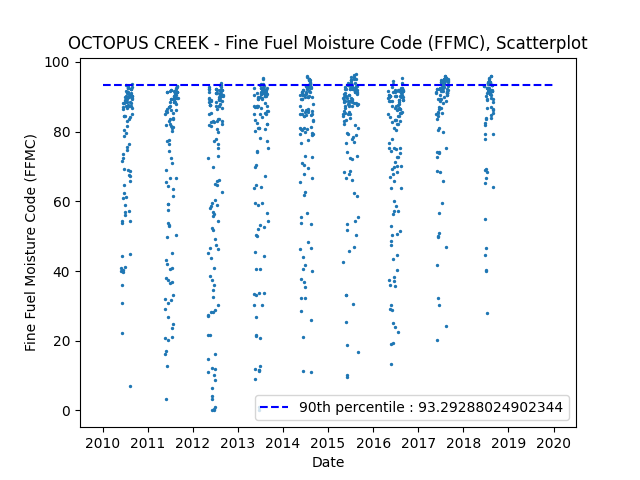 OCTOPUS CREEK - Fine Fuel Moisture Code (FFMC), Scatterplot
100
80
60
40
20
0
Fine Fuel Moisture Code (FFMC)
90th percentile : 93.29288024902344
2010 2011 2012 2013 2014 2015 2016 2017 2018 2019 2020
Date